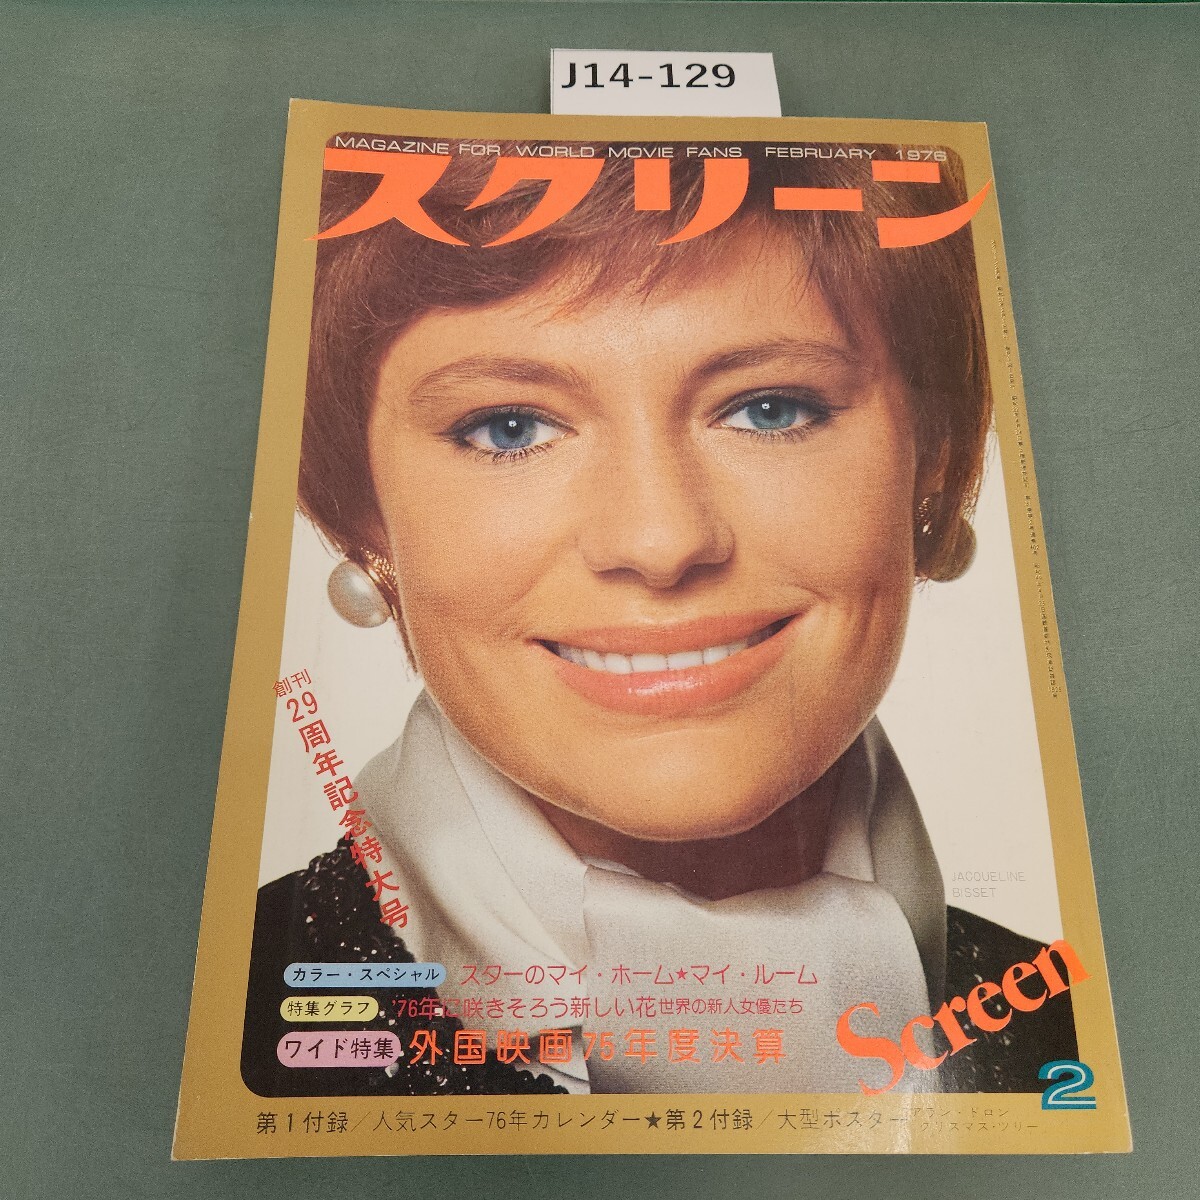 J14-129
MAGAZINE FOR WORLD MOVIE FANS FEBRUARY 1976
スクリーン
創刊29周年記念特大号
JACQUELINE
BISSET
カラー・スペシャル スターのマイ・ホーム★マイ・ルーム
特集グラフ '76年に咲きそろう新しい花世界の新人女優たち
ワイド特集 外国映画75年度決算
Screen
2
第1付録/人気スター76年カレンダー★第2付録/大型ポスター アラン・ドロン
クリスマス・ツリー